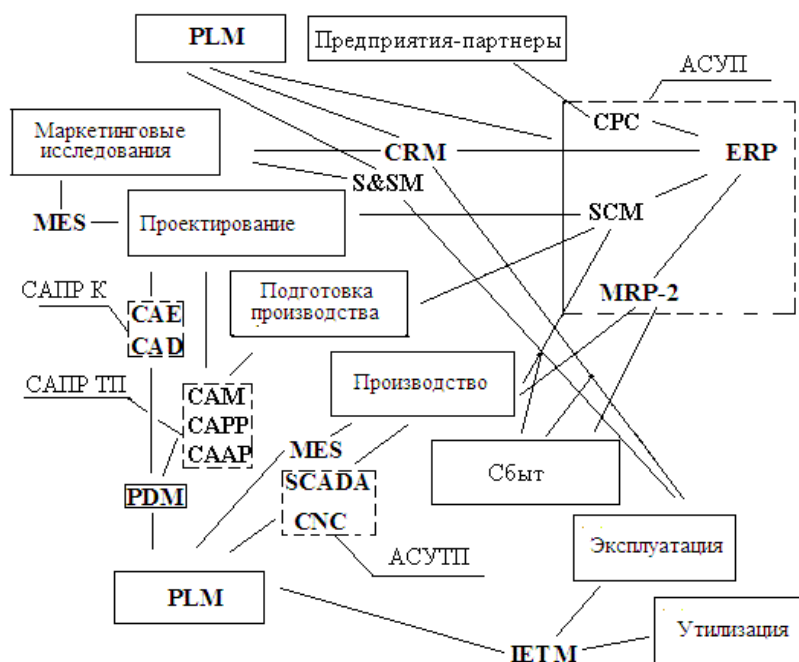 PLM
Предприятия-партнеры
АСУП
CPC
Маркетинговые
исследования
CRM
ERP
S&SM
MES
Проектирование
SCM
САПР К
CAE
CAD
Подготовка
производства
MRP-2
САПР ТП
CAM
CAPP
CAAP
Производство
MES
Сбыт
SCADA
PDM
CNC
АСУТП
Эксплуатация
PLM
IETM
Утилизация